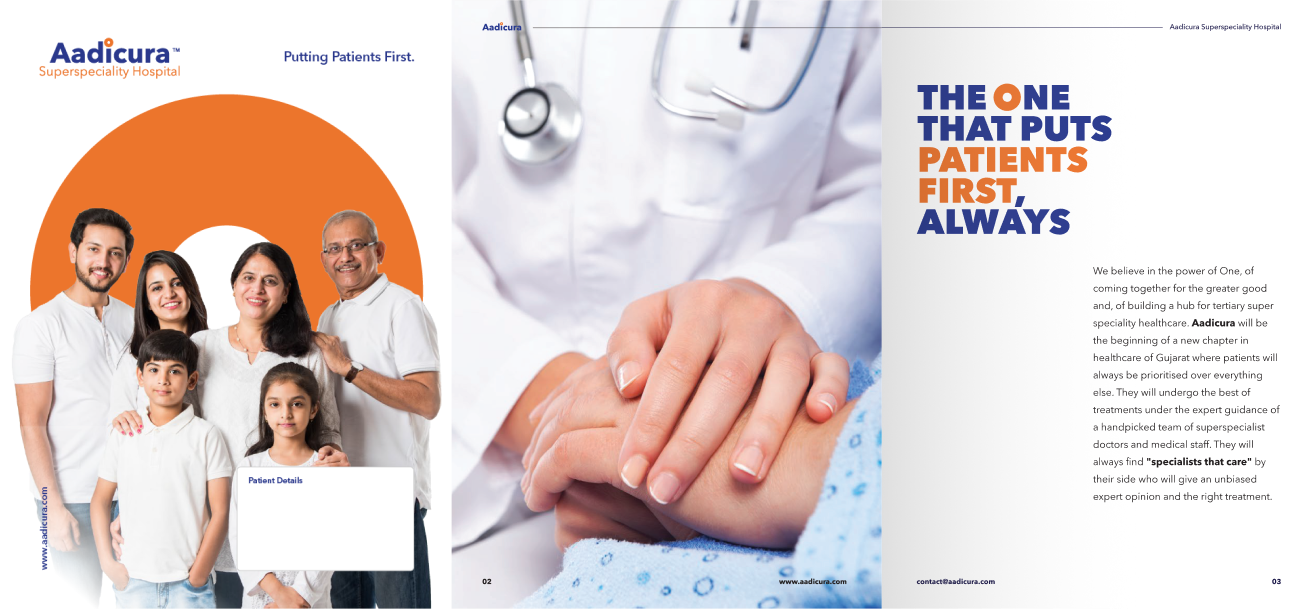 Aadicura™
Superspeciality Hospital
Putting Patients First.
Patient Details
www.aadicura.com
Aadicura
Aadicura Superspeciality Hospital
THE ONE
THAT PUTS
PATIENTS
FIRST,
ALWAYS
We believe in the power of One, of
coming together for the greater good
and, of building a hub for tertiary super
speciality healthcare. Aadicura will be
the beginning of a new chapter in
healthcare of Gujarat where patients will
always be prioritised over everything
else. They will undergo the best of
treatments under the expert guidance of
a handpicked team of superspecialist
doctors and medical staff. They will
always find "specialists that care" by
their side who will give an unbiased
expert opinion and the right treatment.
02
www.aadicura.com
contact@aadicura.com
03